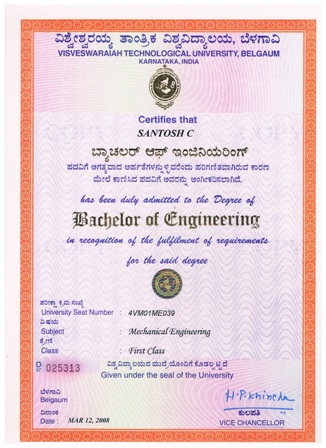 ವಿಶ್ವೇಶ್ವರಯ್ಯ ತಾಂತ್ರಿಕ ವಿಶ್ವವಿದ್ಯಾಲಯ, ಬೆಳಗಾವಿ
VISVESWARAIAH TECHNOLOGICAL UNIVERSITY, BELGAUM
KARNATAKA, INDIA
Certifies that
SANTOSH C
ಬ್ಯಾಚಲರ್ ಆಫ್ ಇಂಜಿನಿಯರಿಂಗ್
ಪದವಿಗೆ ಅಗತ್ಯವಾದ ಅರ್ಹತೆಗಳನ್ನುಳ್ಳವರೆಂದು ಪರಿಗಣಿತವಾಗಿರುವ ಕಾರಣ
ಮೇಲೆ ಕಾಣಿಸಿದ ಪದವಿಗೆ ಅವರನ್ನು ಅಂಗೀಕರಿಸಲಾಗಿದೆ.
has been duly admitted to the Degree of
Bachelor of Engineering
in recognition of the fulfilment of requirements
for the said degree
ಪರೀಕ್ಷಾ ಕ್ರಮ ಸಂಖ್ಯೆ
University Seat Number : 4VM01ME039
ವಿಷಯ
Subject : Mechanical Engineering
ಶ್ರೇಣಿ
Class : First Class
025313
ವಿಶ್ವವಿದ್ಯಾಲಯದ ಮುದ್ರೆಯೊಂದಿಗೆ ಕೊಡಲ್ಪಟ್ಟಿದೆ
Given under the seal of the University
ಬೆಳಗಾವಿ
Belgaum
ದಿನಾಂಕ
Date : MAR 12, 2008
ಕುಲಪತಿ
VICE CHANCELLOR